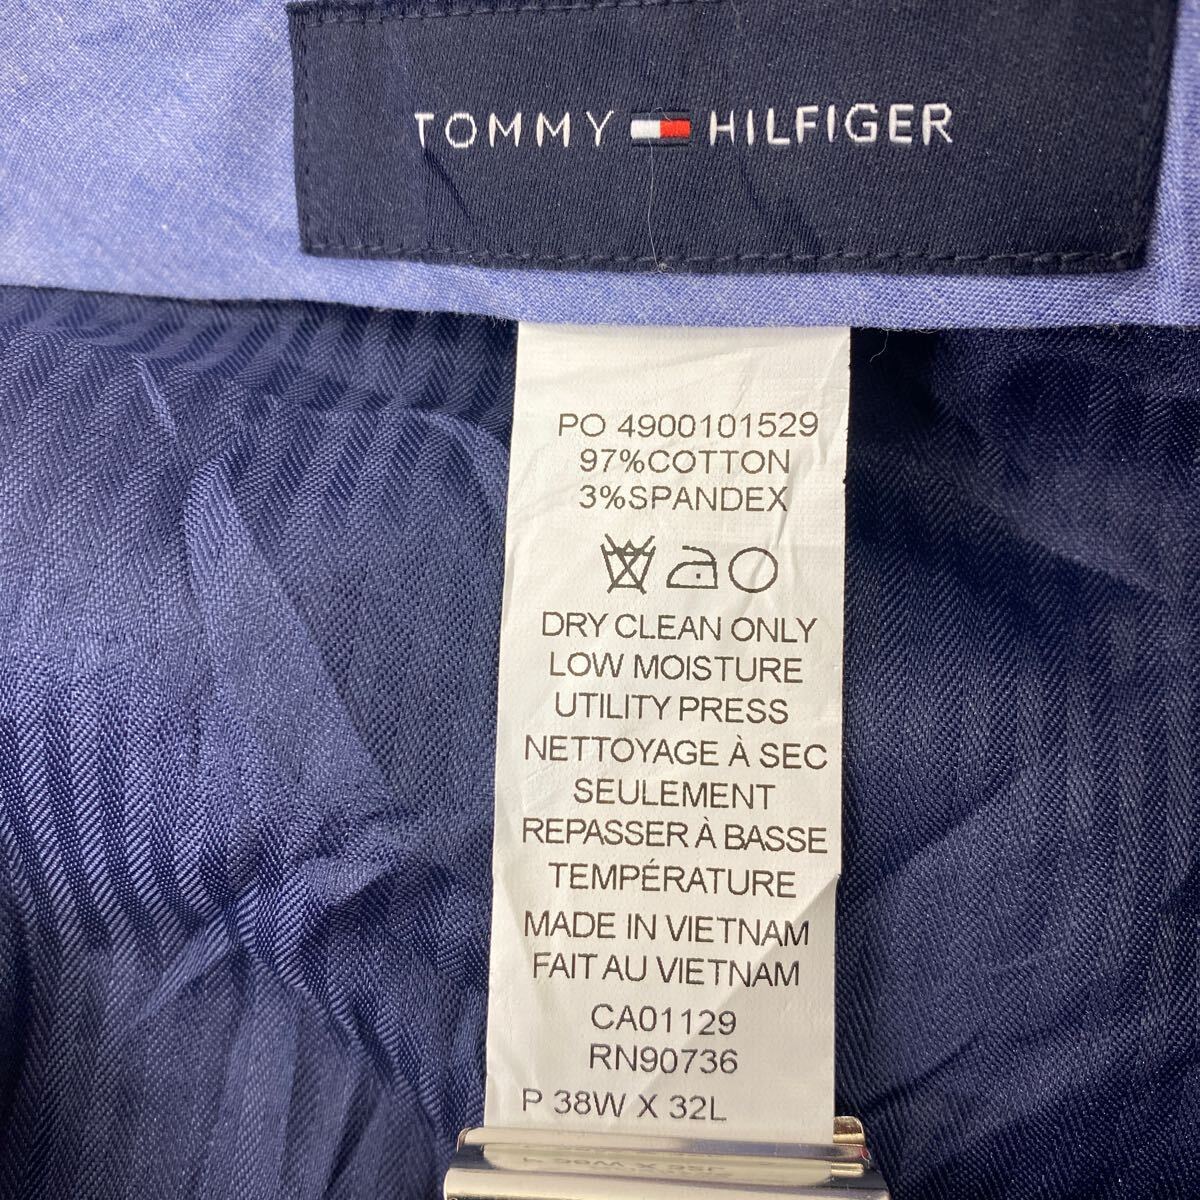 TOMMY HILFIGER
PO 4900101529
97%COTTON
3%SPANDEX
DRY CLEAN ONLY
LOW MOISTURE
UTILITY PRESS
NETTOYAGE À SEC
SEULEMENT
REPASSER À BASSE
TEMPÉRATURE
MADE IN VIETNAM
FAIT AU VIETNAM
CA01129
RN90736
P 38W X 32L